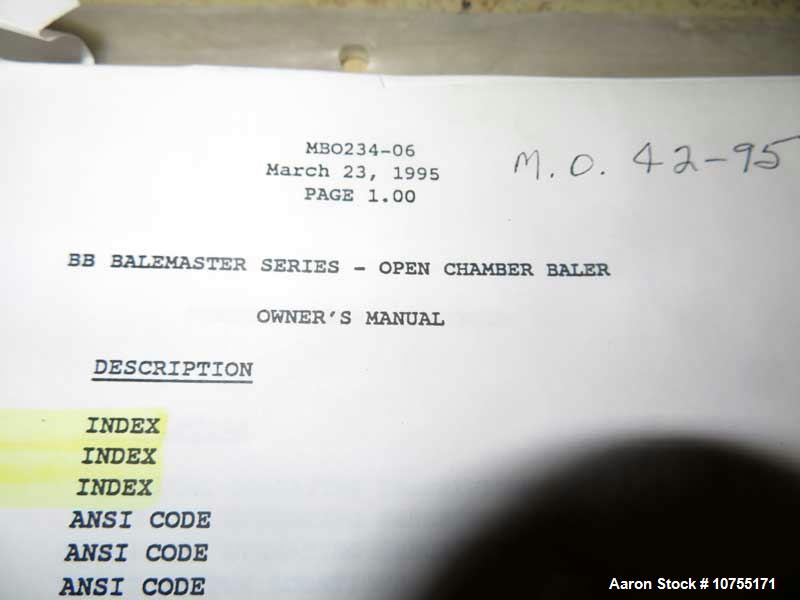 MBO234-06
March 23, 1995
PAGE 1.00
M.O. 42-95
BB BALEMASTER SERIES - OPEN CHAMBER BALER
OWNER'S MANUAL
DESCRIPTION
INDEX
INDEX
INDEX
ANSI CODE
ANSI CODE
ANSI CODE
Aaron Stock # 10755171